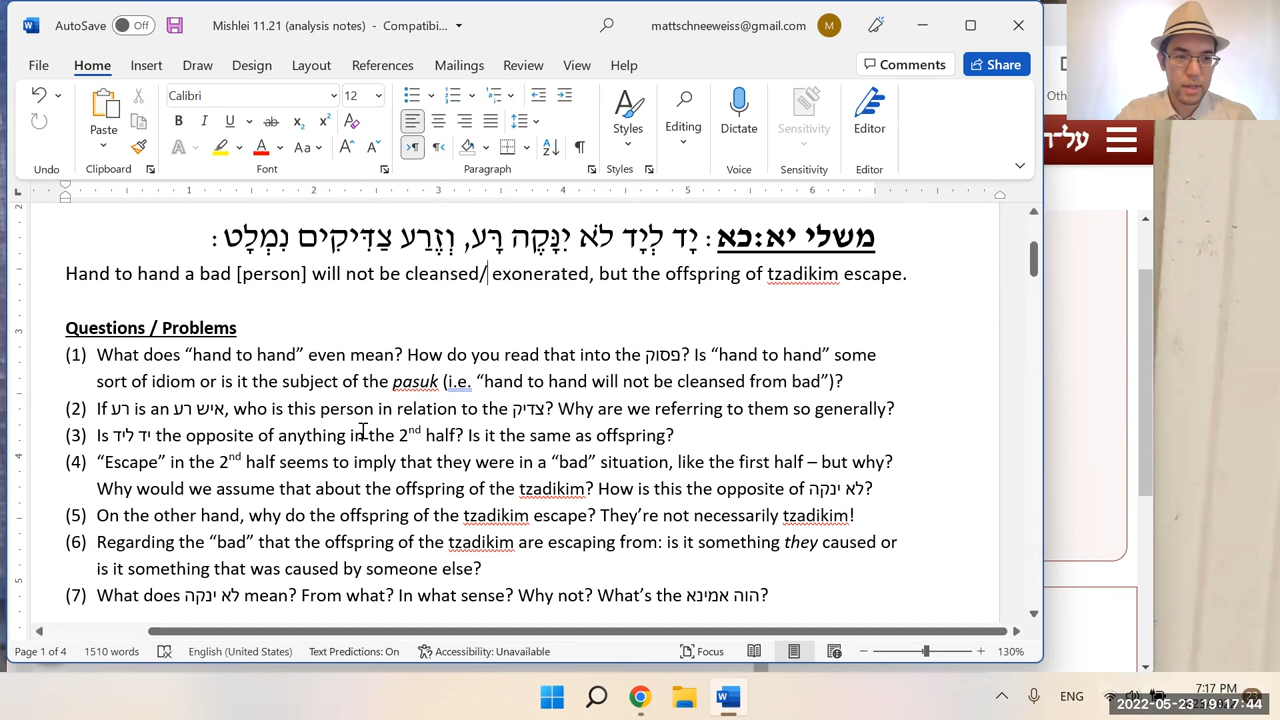 AutoSave Off Mishlei 11.21 (analysis notes) - Compatibi... mattschneeweiss@gmail.com M
File Home Insert Draw Design Layout References Mailings Review View Help Comments Share
Calibri 12
Paste Styles Editing Dictate Sensitivity Editor
Undo Clipboard Font Paragraph Styles Voice Sensitivity Editor
1 2 3 4 5 6
משלי יא:כא: יָד לְיָד לֹא יִנָּקֶה רָּע, וְזֶרַע צַדִּיקִים נִמְלָט:
Hand to hand a bad [person] will not be cleansed/ exonerated, but the offspring of tzadikim escape.
Questions / Problems
(1) What does “hand to hand” even mean? How do you read that into the פסוק? Is “hand to hand” some
sort of idiom or is it the subject of the pasuk (i.e. “hand to hand will not be cleansed from bad”)?
(2) If רע is an איש רע, who is this person in relation to the צדיק? Why are we referring to them so generally?
(3) Is יד ליד the opposite of anything in the 2nd half? Is it the same as offspring?
(4) “Escape” in the 2nd half seems to imply that they were in a “bad” situation, like the first half – but why?
Why would we assume that about the offspring of the tzadikim? How is this the opposite of לא ינקה?
(5) On the other hand, why do the offspring of the tzadikim escape? They’re not necessarily tzadikim!
(6) Regarding the “bad” that the offspring of the tzadikim are escaping from: is it something they caused or
is it something that was caused by someone else?
(7) What does לא ינקה mean? From what? In what sense? Why not? What’s the הוה אמינא?
Page 1 of 4 1510 words English (United States) Text Predictions: On Accessibility: Unavailable Focus 130%
ENG 7:17 PM
2022-05-23 19:17:44
על־ה
Oth